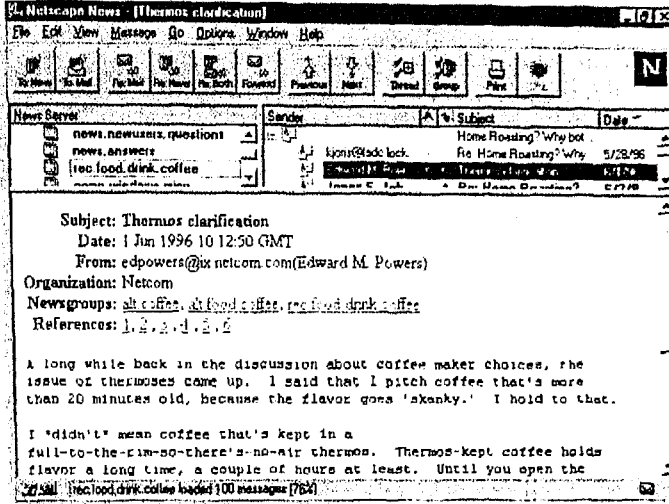 Netscape News - [Thermos clarification]
File Edit View Message Go Options Window Help
To: News To: Mail Re: Mail Re: News Re: Both Forward Previous Next Thread Group Print
News Server Sender Subject Date
news.newusers.questions Home Roasting? Why bot
news.answers Re: Home Roasting? Why 5/28/96
rec.food.drink.coffee
Subject: Thermos clarification
Date: 1 Jun 1996 10:12:50 GMT
From: edpowers@ix.netcom.com(Edward M. Powers)
Organization: Netcom
Newsgroups: alt.coffee, alt.food.coffee, rec.food.drink.coffee
References: 1, 2, 3, 4, 5, 6
A long while back in the discussion about coffee maker choices, the
issue of thermoses came up. I said that I pitch coffee that's more
than 20 minutes old, because the flavor goes 'skanky.' I hold to that.
I *didn't* mean coffee that's kept in a
full-to-the-rim-so-there's-no-air thermos. Thermos-kept coffee holds
flavor a long time, a couple of hours at least. Until you open the
rec.food.drink.coffee loaded 100 messages (76%)